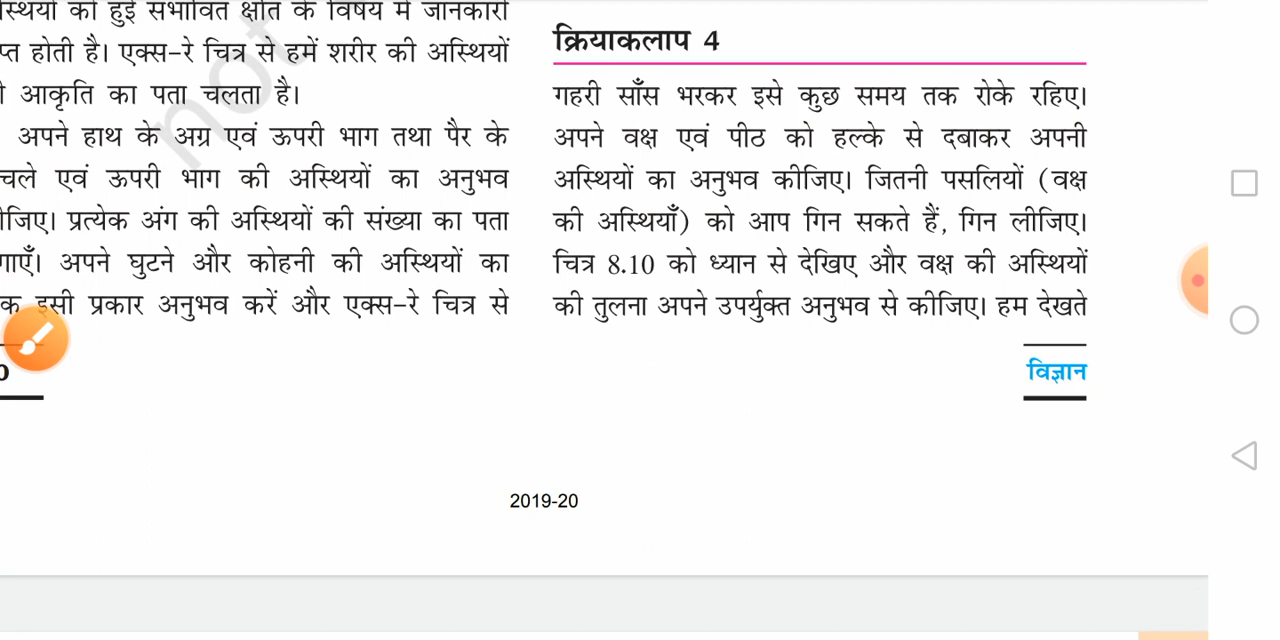 स्थियों को हुई संभावित क्षति के विषय में जानकारी
प्त होती है। एक्स-रे चित्र से हमें शरीर की अस्थियों
आकृति का पता चलता है।
अपने हाथ के अग्र एवं ऊपरी भाग तथा पैर के
चले एवं ऊपरी भाग की अस्थियों का अनुभव
जिए। प्रत्येक अंग की अस्थियों की संख्या का पता
गाएँ। अपने घुटने और कोहनी की अस्थियों का
क इसी प्रकार अनुभव करें और एक्स-रे चित्र से
not
0
क्रियाकलाप 4
गहरी साँस भरकर इसे कुछ समय तक रोके रहिए।
अपने वक्ष एवं पीठ को हल्के से दबाकर अपनी
अस्थियों का अनुभव कीजिए। जितनी पसलियों (वक्ष
की अस्थियाँ) को आप गिन सकते हैं, गिन लीजिए।
चित्र 8.10 को ध्यान से देखिए और वक्ष की अस्थियों
की तुलना अपने उपर्युक्त अनुभव से कीजिए। हम देखते
विज्ञान
2019-20